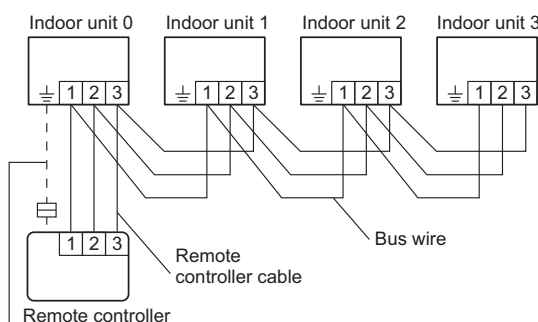 Indoor unit 0 Indoor unit 1 Indoor unit 2 Indoor unit 3
1 2 3 1 2 3 1 2 3 1 2 3
Bus wire
1 2 3
Remote
controller cable
Remote controller